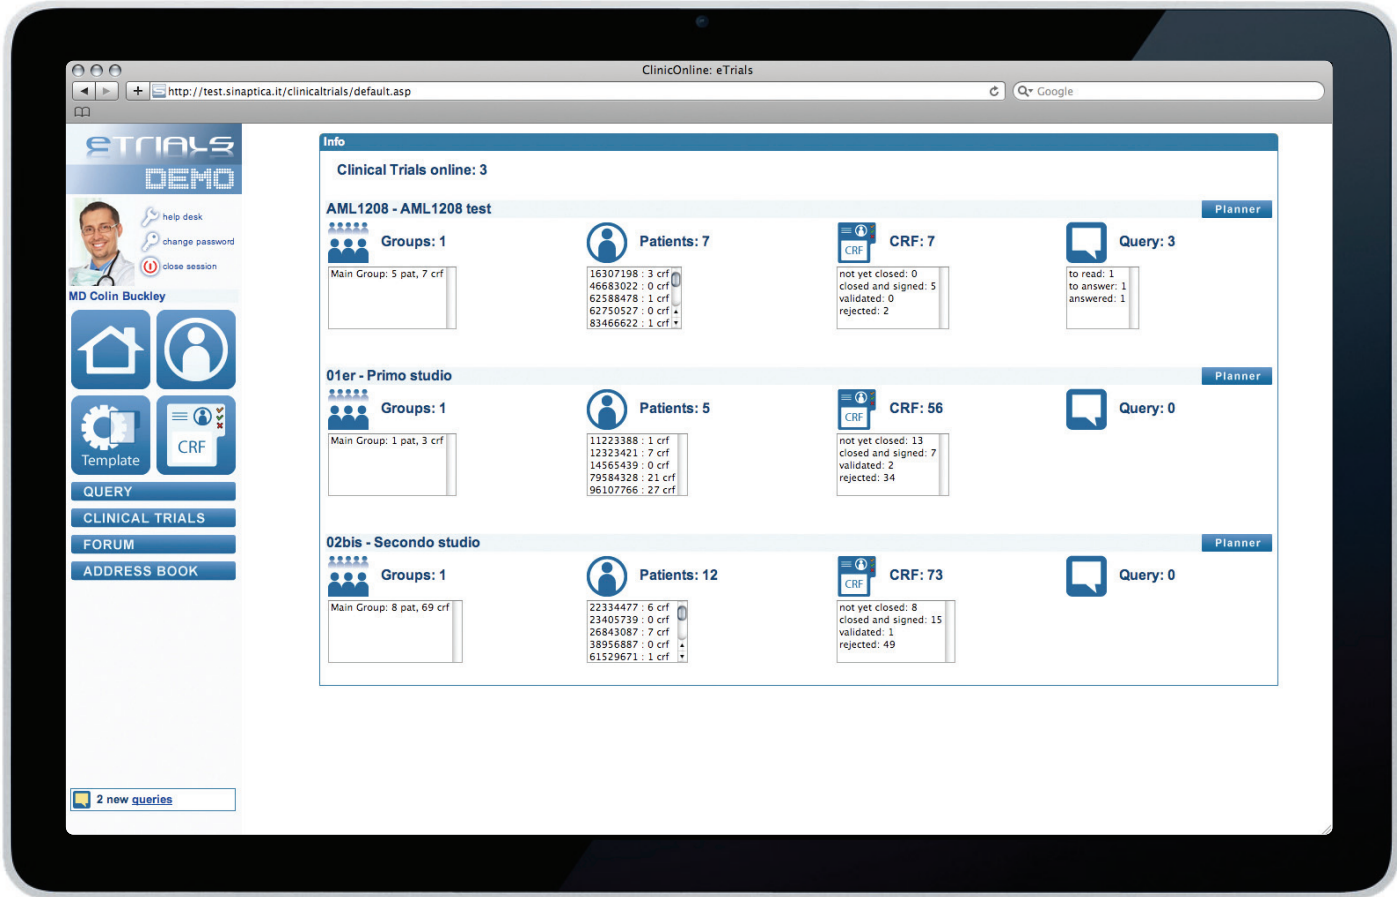 ClinicOnline: eTrials
http://test.sinaptica.it/clinicaltrials/default.asp
Google
eTRIALS
DEMO
help desk
change password
close session
MD Colin Buckley
Template
CRF
QUERY
CLINICAL TRIALS
FORUM
ADDRESS BOOK
2 new queries
Info
Clinical Trials online: 3
AML1208 - AML1208 test
Planner
Groups: 1
Main Group: 5 pat, 7 crf
Patients: 7
16307198 : 3 crf
46683022 : 0 crf
62588478 : 1 crf
62750527 : 0 crf
83466622 : 1 crf
CRF
CRF: 7
not yet closed: 0
closed and signed: 5
validated: 0
rejected: 2
Query: 3
to read: 1
to answer: 1
answered: 1
01er - Primo studio
Planner
Groups: 1
Main Group: 1 pat, 3 crf
Patients: 5
11223388 : 1 crf
12323421 : 7 crf
14565439 : 0 crf
79584328 : 21 crf
96107766 : 27 crf
CRF
CRF: 56
not yet closed: 13
closed and signed: 7
validated: 2
rejected: 34
Query: 0
02bis - Secondo studio
Planner
Groups: 1
Main Group: 8 pat, 69 crf
Patients: 12
22334477 : 6 crf
23405739 : 0 crf
26843087 : 7 crf
38956887 : 0 crf
61529671 : 1 crf
CRF
CRF: 73
not yet closed: 8
closed and signed: 15
validated: 1
rejected: 49
Query: 0